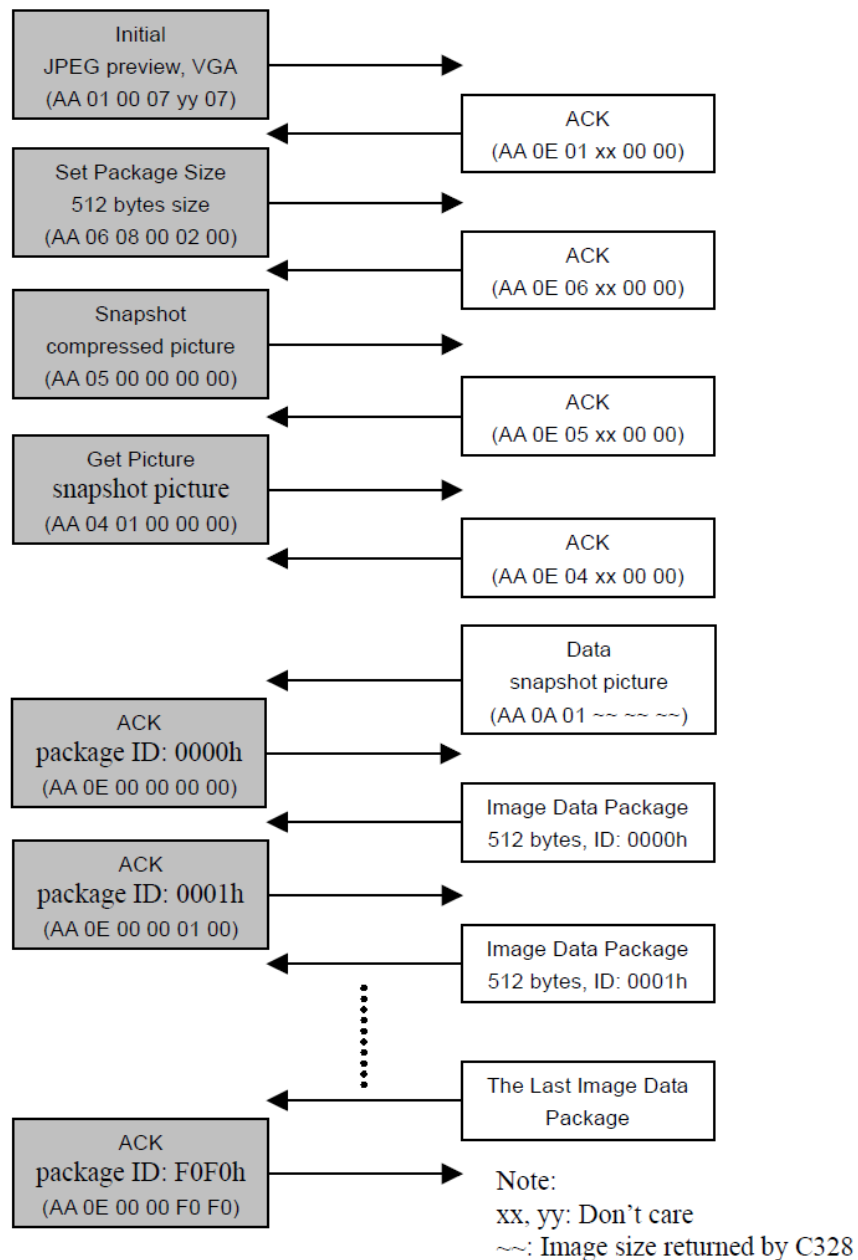 Initial
JPEG preview, VGA
(AA 01 00 07 yy 07)
ACK
(AA 0E 01 xx 00 00)
Set Package Size
512 bytes size
(AA 06 08 00 02 00)
ACK
(AA 0E 06 xx 00 00)
Snapshot
compressed picture
(AA 05 00 00 00 00)
ACK
(AA 0E 05 xx 00 00)
Get Picture
snapshot picture
(AA 04 01 00 00 00)
ACK
(AA 0E 04 xx 00 00)
Data
snapshot picture
(AA 0A 01 ~~ ~~ ~~)
ACK
package ID: 0000h
(AA 0E 00 00 00 00)
Image Data Package
512 bytes, ID: 0000h
ACK
package ID: 0001h
(AA 0E 00 00 01 00)
Image Data Package
512 bytes, ID: 0001h
The Last Image Data
Package
ACK
package ID: F0F0h
(AA 0E 00 00 F0 F0)
Note:
xx, yy: Don't care
~~: Image size returned by C328